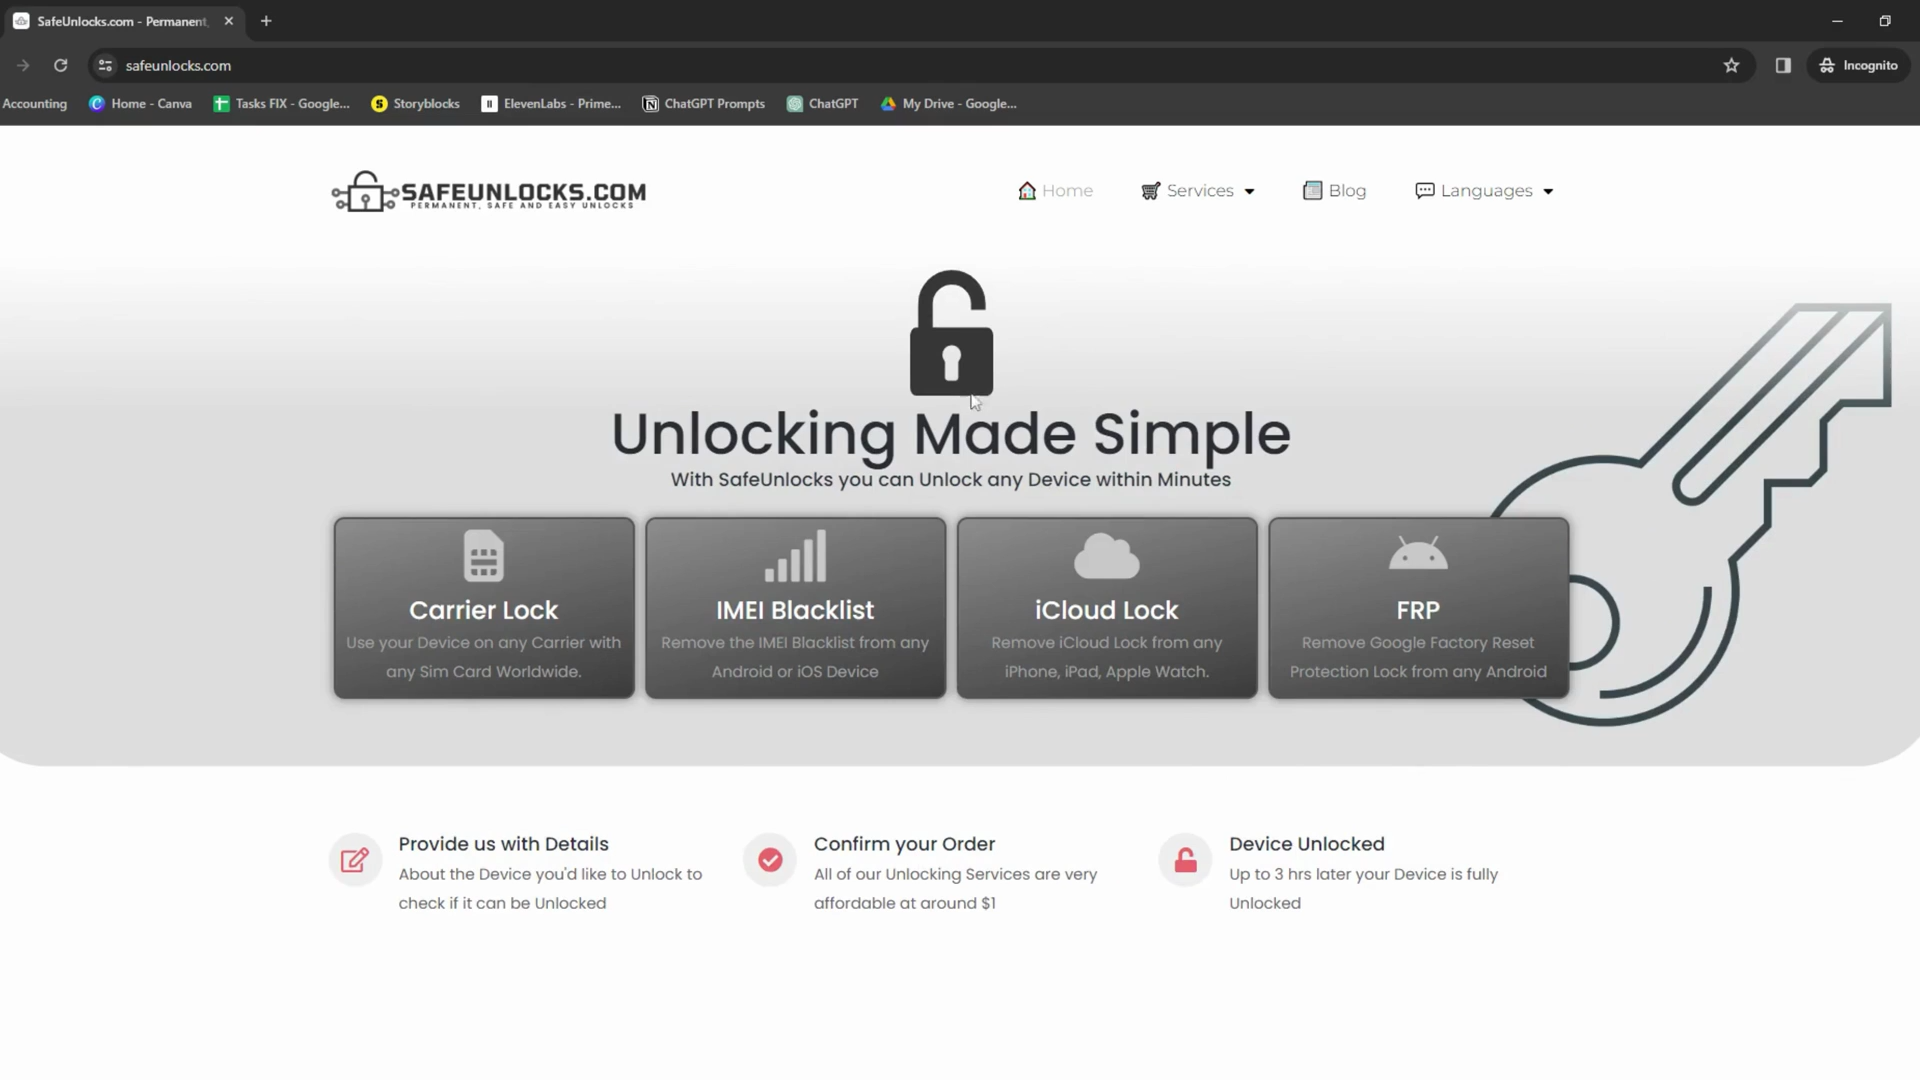 SafeUnlocks.com - Permanent,
safeunlocks.com
Incognito
Accounting
Home - Canva
Tasks FIX - Google...
Storyblocks
ElevenLabs - Prime...
ChatGPT Prompts
ChatGPT
My Drive - Google...
SAFEUNLOCKS.COM
PERMANENT, SAFE AND EASY UNLOCKS
Home
Services
Blog
Languages
Unlocking Made Simple
With SafeUnlocks you can Unlock any Device within Minutes
Carrier Lock
Use your Device on any Carrier with
any Sim Card Worldwide.
IMEI Blacklist
Remove the IMEI Blacklist from any
Android or iOS Device
iCloud Lock
Remove iCloud Lock from any
iPhone, iPad, Apple Watch.
FRP
Remove Google Factory Reset
Protection Lock from any Android
Provide us with Details
About the Device you'd like to Unlock to
check if it can be Unlocked
Confirm your Order
All of our Unlocking Services are very
affordable at around $1
Device Unlocked
Up to 3 hrs later your Device is fully
Unlocked